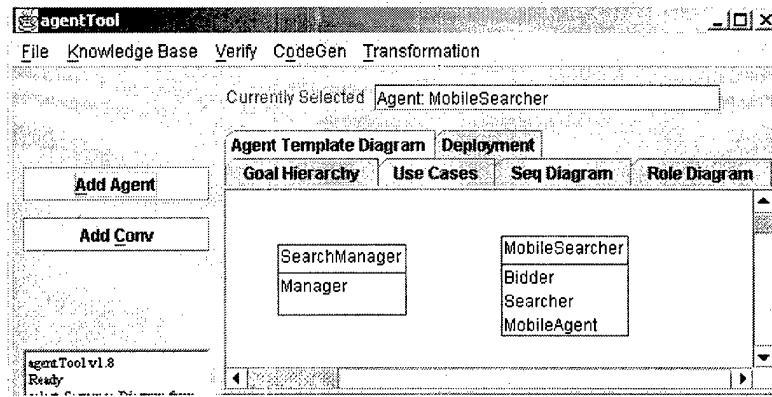 agentTool
File Knowledge Base Verify CodeGen Transformation
Currently Selected Agent: MobileSearcher
Agent Template Diagram Deployment
Goal Hierarchy Use Cases Seq Diagram Role Diagram
Add Agent
Add Conv
SearchManager
Manager
MobileSearcher
Bidder
Searcher
MobileAgent
agentTool v1.8
Ready